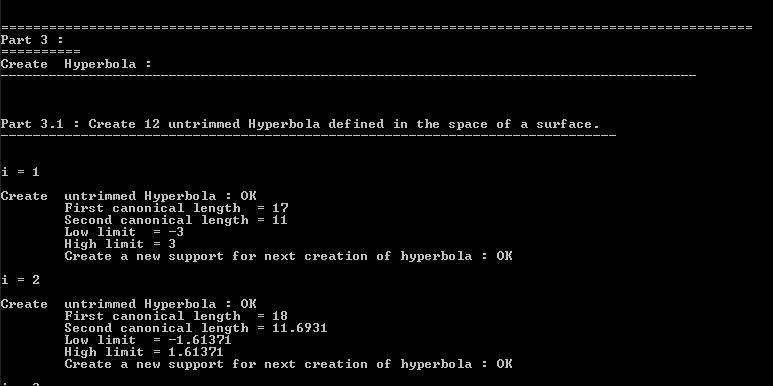 ==============================================================================================
Part 3 :
==========
Create  Hyperbola :
---------------------------------------------------------------------------------------
Part 3.1 : Create 12 untrimmed Hyperbola defined in the space of a surface.
-----------------------------------------------------------------------------
i = 1
Create  untrimmed Hyperbola : OK
        First canonical length  = 17
        Second canonical length = 11
        Low limit  = -3
        High limit = 3
        Create a new support for next creation of hyperbola : OK
i = 2
Create  untrimmed Hyperbola : OK
        First canonical length  = 18
        Second canonical length = 11.6931
        Low limit  = -1.61371
        High limit = 1.61371
        Create a new support for next creation of hyperbola : OK